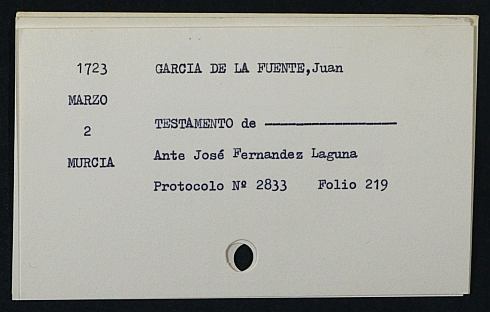 1723 GARCIA DE LA FUENTE,Juan
MARZO
2 TESTAMENTO de ——————————
MURCIA Ante José Fernandez Laguna
Protocolo Nº 2833 Folio 219